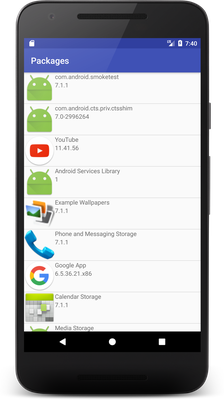 7:40
Packages
com.android.smoketest
7.1.1
com.android.cts.priv.ctsshim
7.0-2996264
YouTube
11.41.56
Android Services Library
1
Example Wallpapers
7.1.1
Phone and Messaging Storage
7.1.1
Google App
6.5.36.21.x86
Calendar Storage
7.1.1
Media Storage